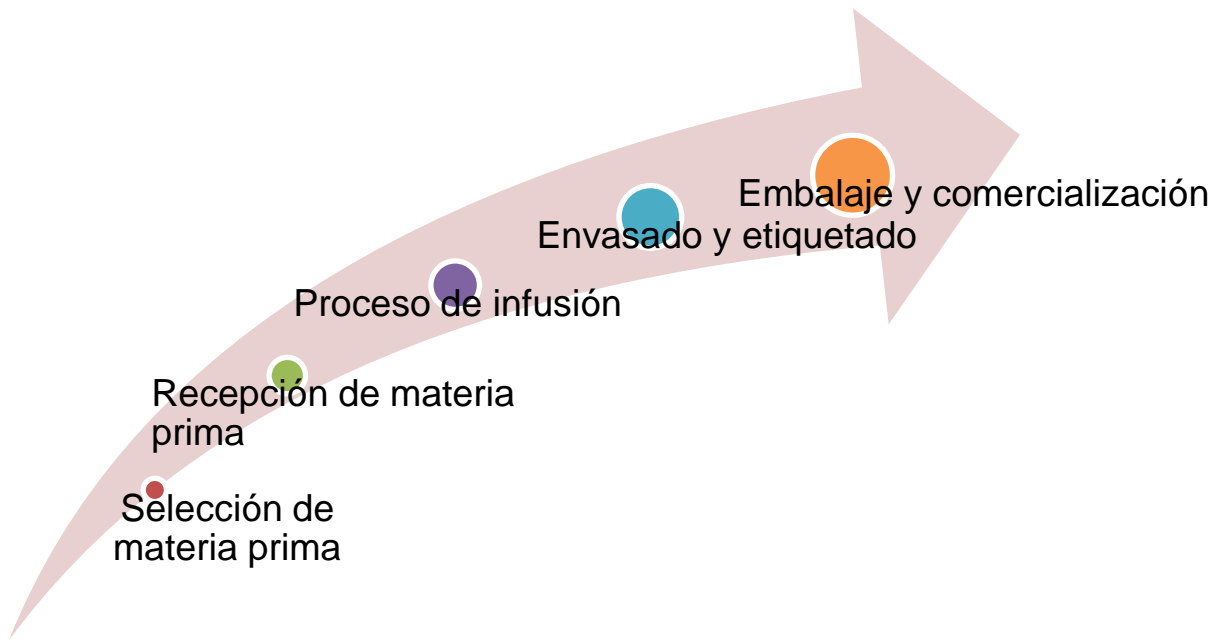 Embalaje y comercialización
Envasado y etiquetado
Proceso de infusión
Recepción de materia
prima
Selección de
materia prima